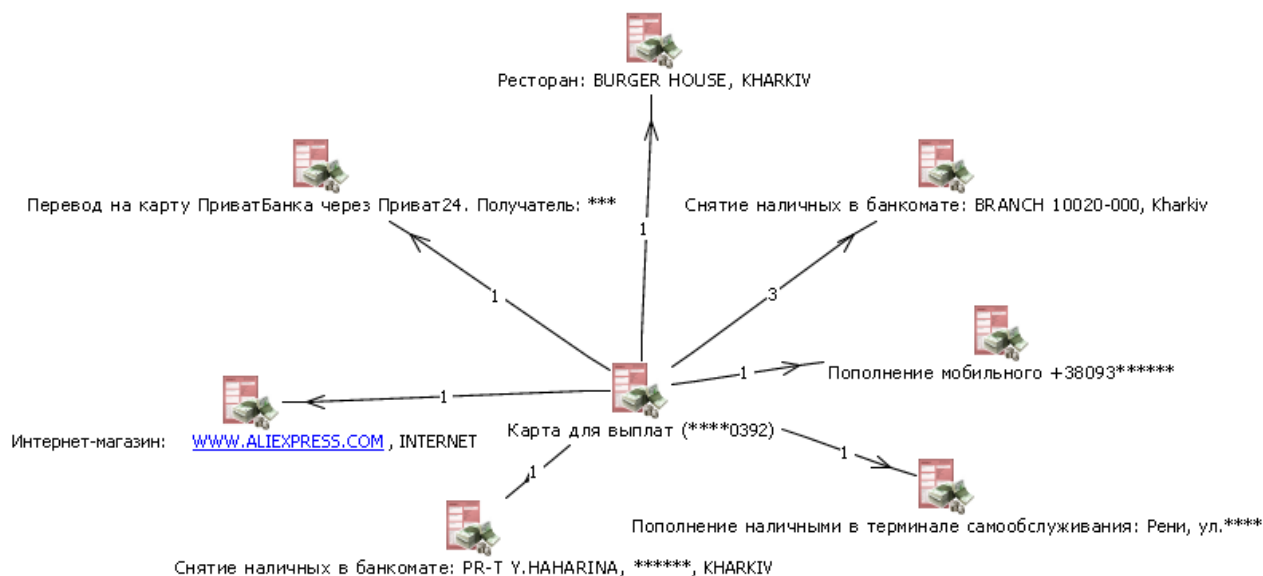 Ресторан: BURGER HOUSE, KHARKIV
Перевод на карту ПриватБанка через Приват24. Получатель: ***
Снятие наличных в банкомате: BRANCH 10020-000, Kharkiv
1
1
3
1
Пополнение мобильного +38093******
1
Интернет-магазин: WWW.ALIEXPRESS.COM , INTERNET
Карта для выплат (****0392)
1
1
Пополнение наличными в терминале самообслуживания: Рени, ул.****
Снятие наличных в банкомате: PR-T Y.HAHARINA, ******, KHARKIV